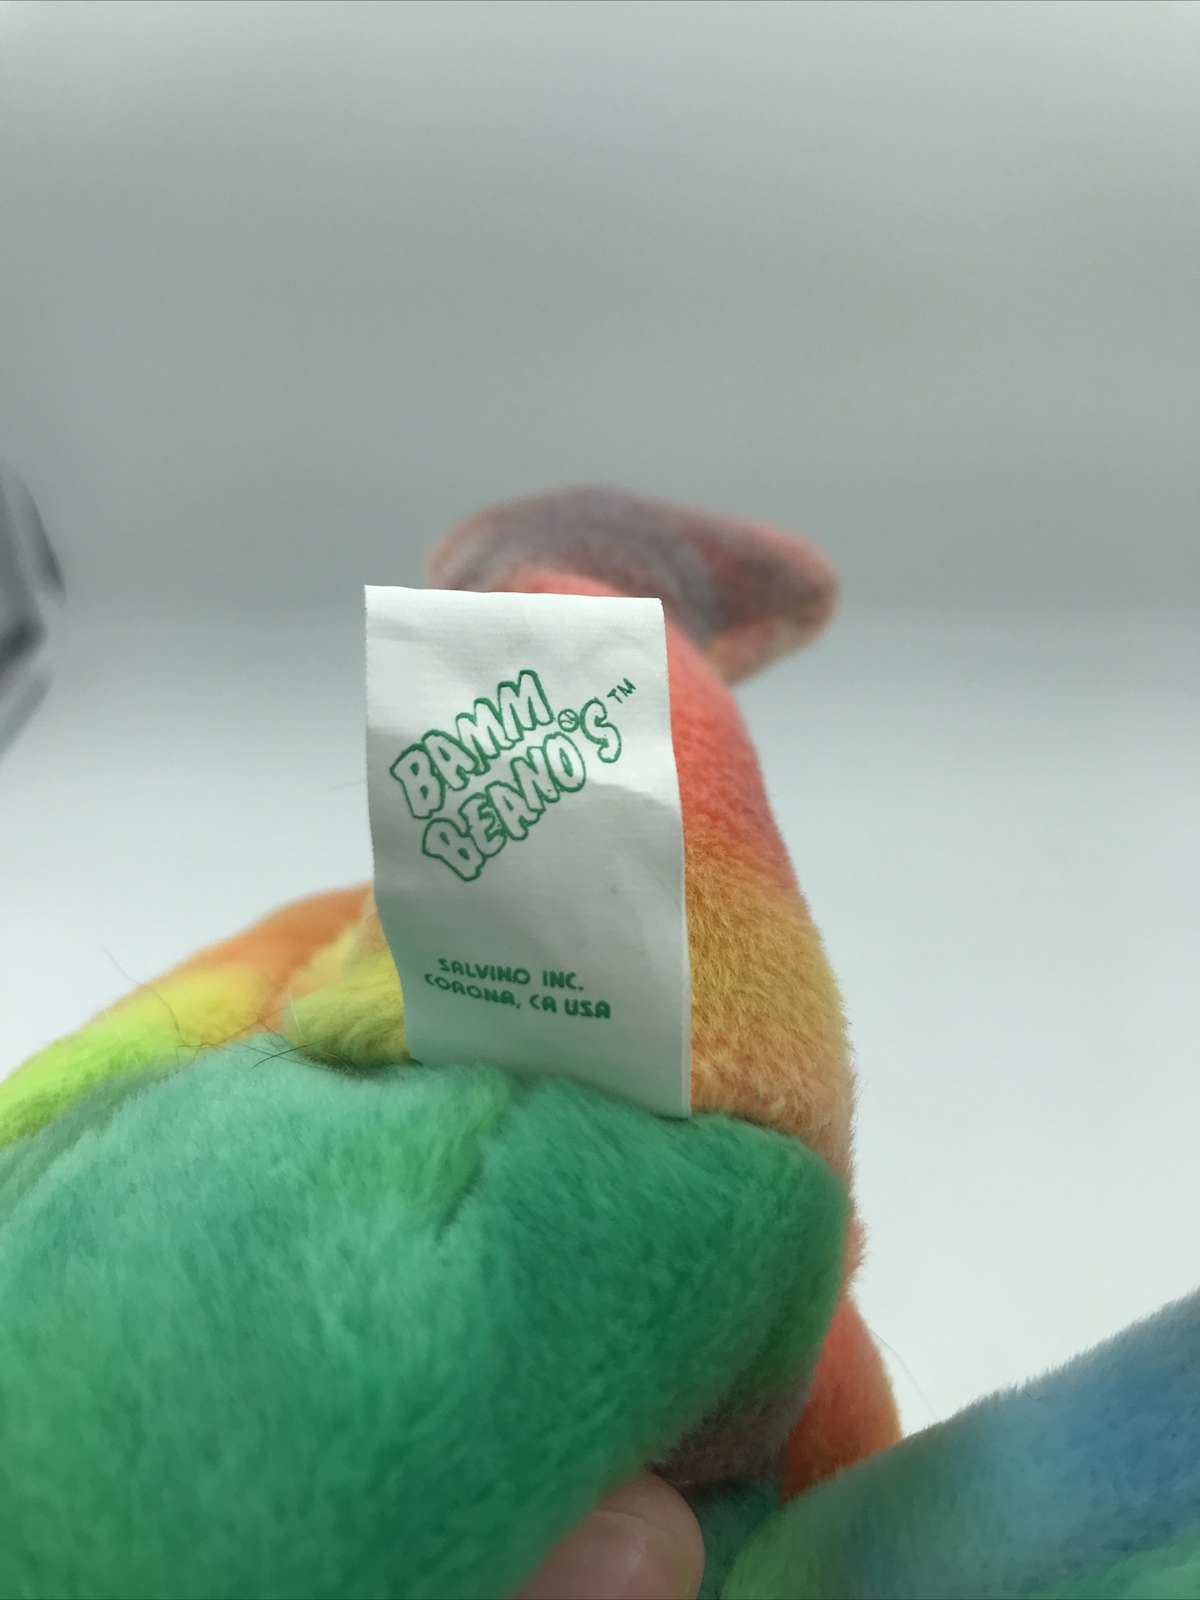 BAMM
BEANO'S™
SALVINO INC.
CORONA, CA USA